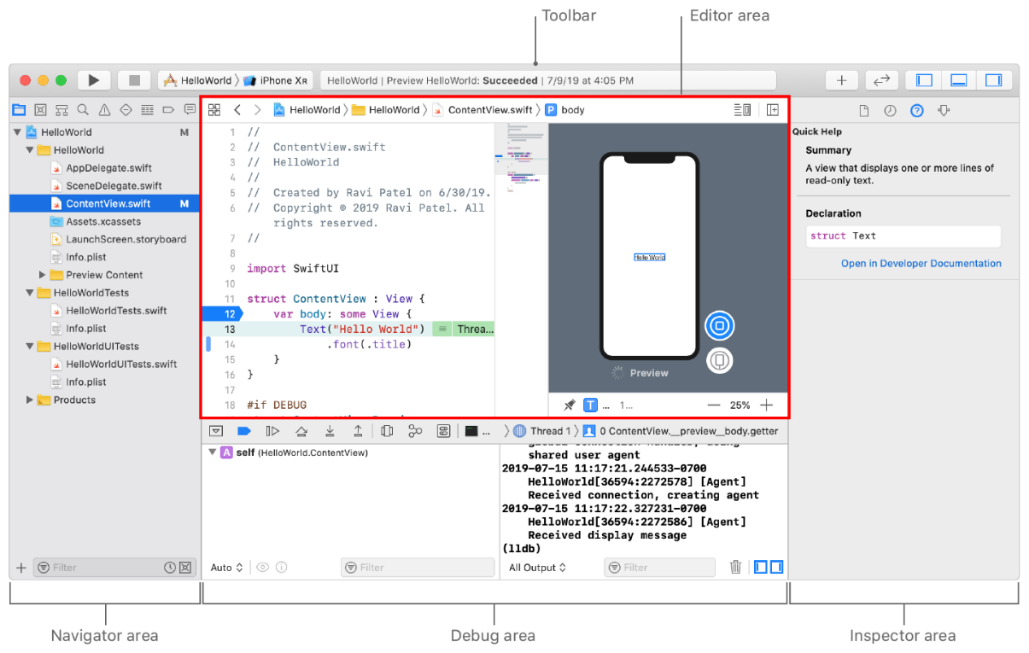 Toolbar
Editor area
HelloWorld
iPhone XR
HelloWorld | Preview HelloWorld: Succeeded | 7/9/19 at 4:05 PM
HelloWorld M
HelloWorld
AppDelegate.swift
SceneDelegate.swift
ContentView.swift M
Assets.xcassets
LaunchScreen.storyboard
Info.plist
Preview Content
HelloWorldTests
HelloWorldTests.swift
Info.plist
HelloWorldUITests
HelloWorldUITests.swift
Info.plist
Products
Filter
HelloWorld
HelloWorld
ContentView.swift
P body
1 //
2 // ContentView.swift
3 // HelloWorld
4 //
5 // Created by Ravi Patel on 6/30/19.
6 // Copyright © 2019 Ravi Patel. All
rights reserved.
7 //
8
9 import SwiftUI
10
11 struct ContentView : View {
12 var body: some View {
13 Text("Hello World") = Threa...
14 .font(.title)
15 }
16 }
17
18 #if DEBUG
Hello World
Preview
T ... 1... 25%
... Thread 1 0 ContentView.__preview__body.getter
A self (HelloWorld.ContentView)
Auto
Filter
shared user agent
2019-07-15 11:17:21.244533-0700
HelloWorld[36594:2272578] [Agent]
Received connection, creating agent
2019-07-15 11:17:22.327231-0700
HelloWorld[36594:2272586] [Agent]
Received display message
(lldb)
All Output
Filter
Quick Help
Summary
A view that displays one or more lines of
read-only text.
Declaration
struct Text
Open in Developer Documentation
Navigator area
Debug area
Inspector area